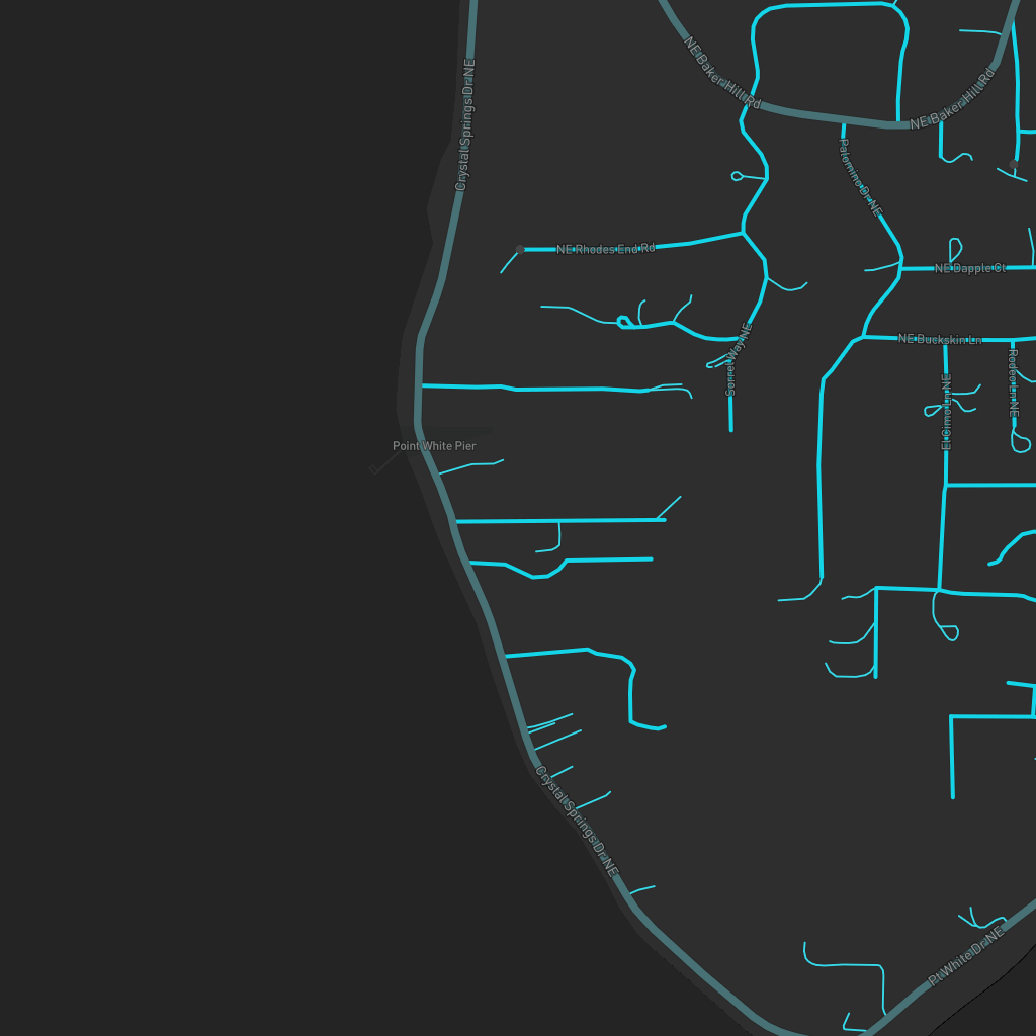 NE Baker Hill Rd
Crystal Springs Dr NE
NE Baker Hill Rd
Palomino Dr NE
NE Rhodes End Rd
NE Dapple Ct
NE Buckskin Ln
Sorrel Way NE
Rodeo Ln NE
El Cimo Ln NE
Point White Pier
Crystal Springs Dr NE
Pt White Dr NE